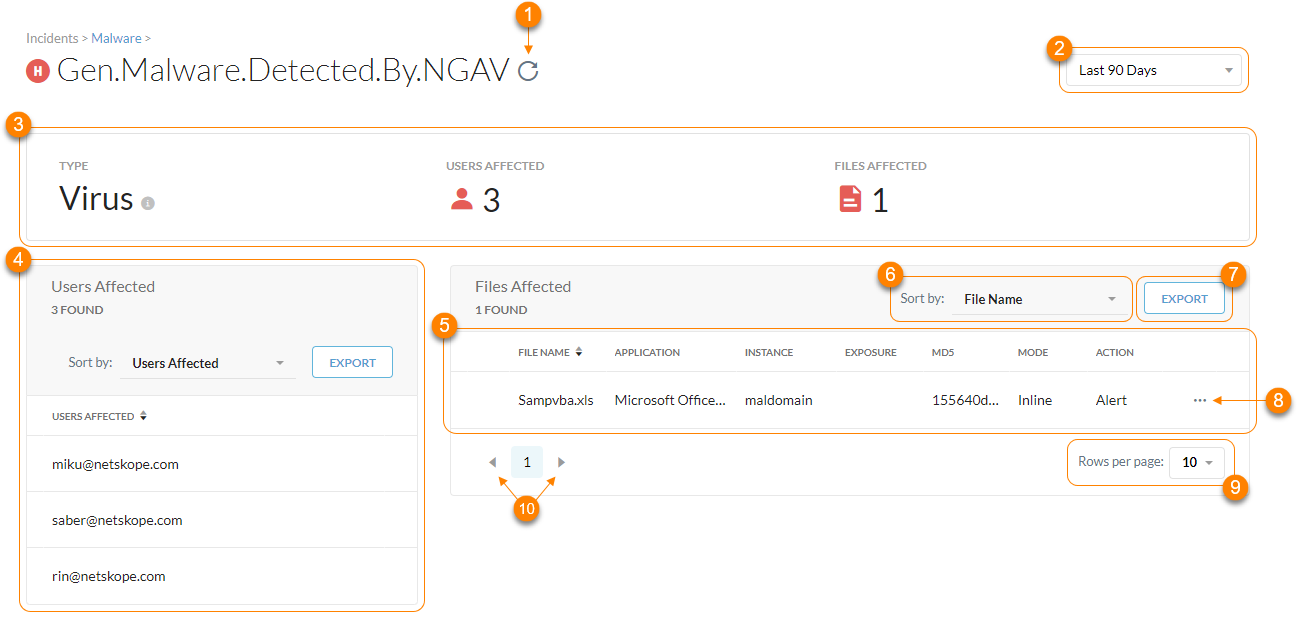 1
Incidents > Malware >
H Gen.Malware.Detected.By.NGAV
2
Last 90 Days
3
TYPE USERS AFFECTED FILES AFFECTED
Virus i 3 1
4
Users Affected
3 FOUND
Sort by: Users Affected EXPORT
USERS AFFECTED
miku@netskope.com
saber@netskope.com
rin@netskope.com
Files Affected
1 FOUND
6
Sort by: File Name
7
EXPORT
5
FILE NAME APPLICATION INSTANCE EXPOSURE MD5 MODE ACTION
Sampvba.xls Microsoft Office... maldomain 155640d... Inline Alert ...
8
1
Rows per page: 10
9
10